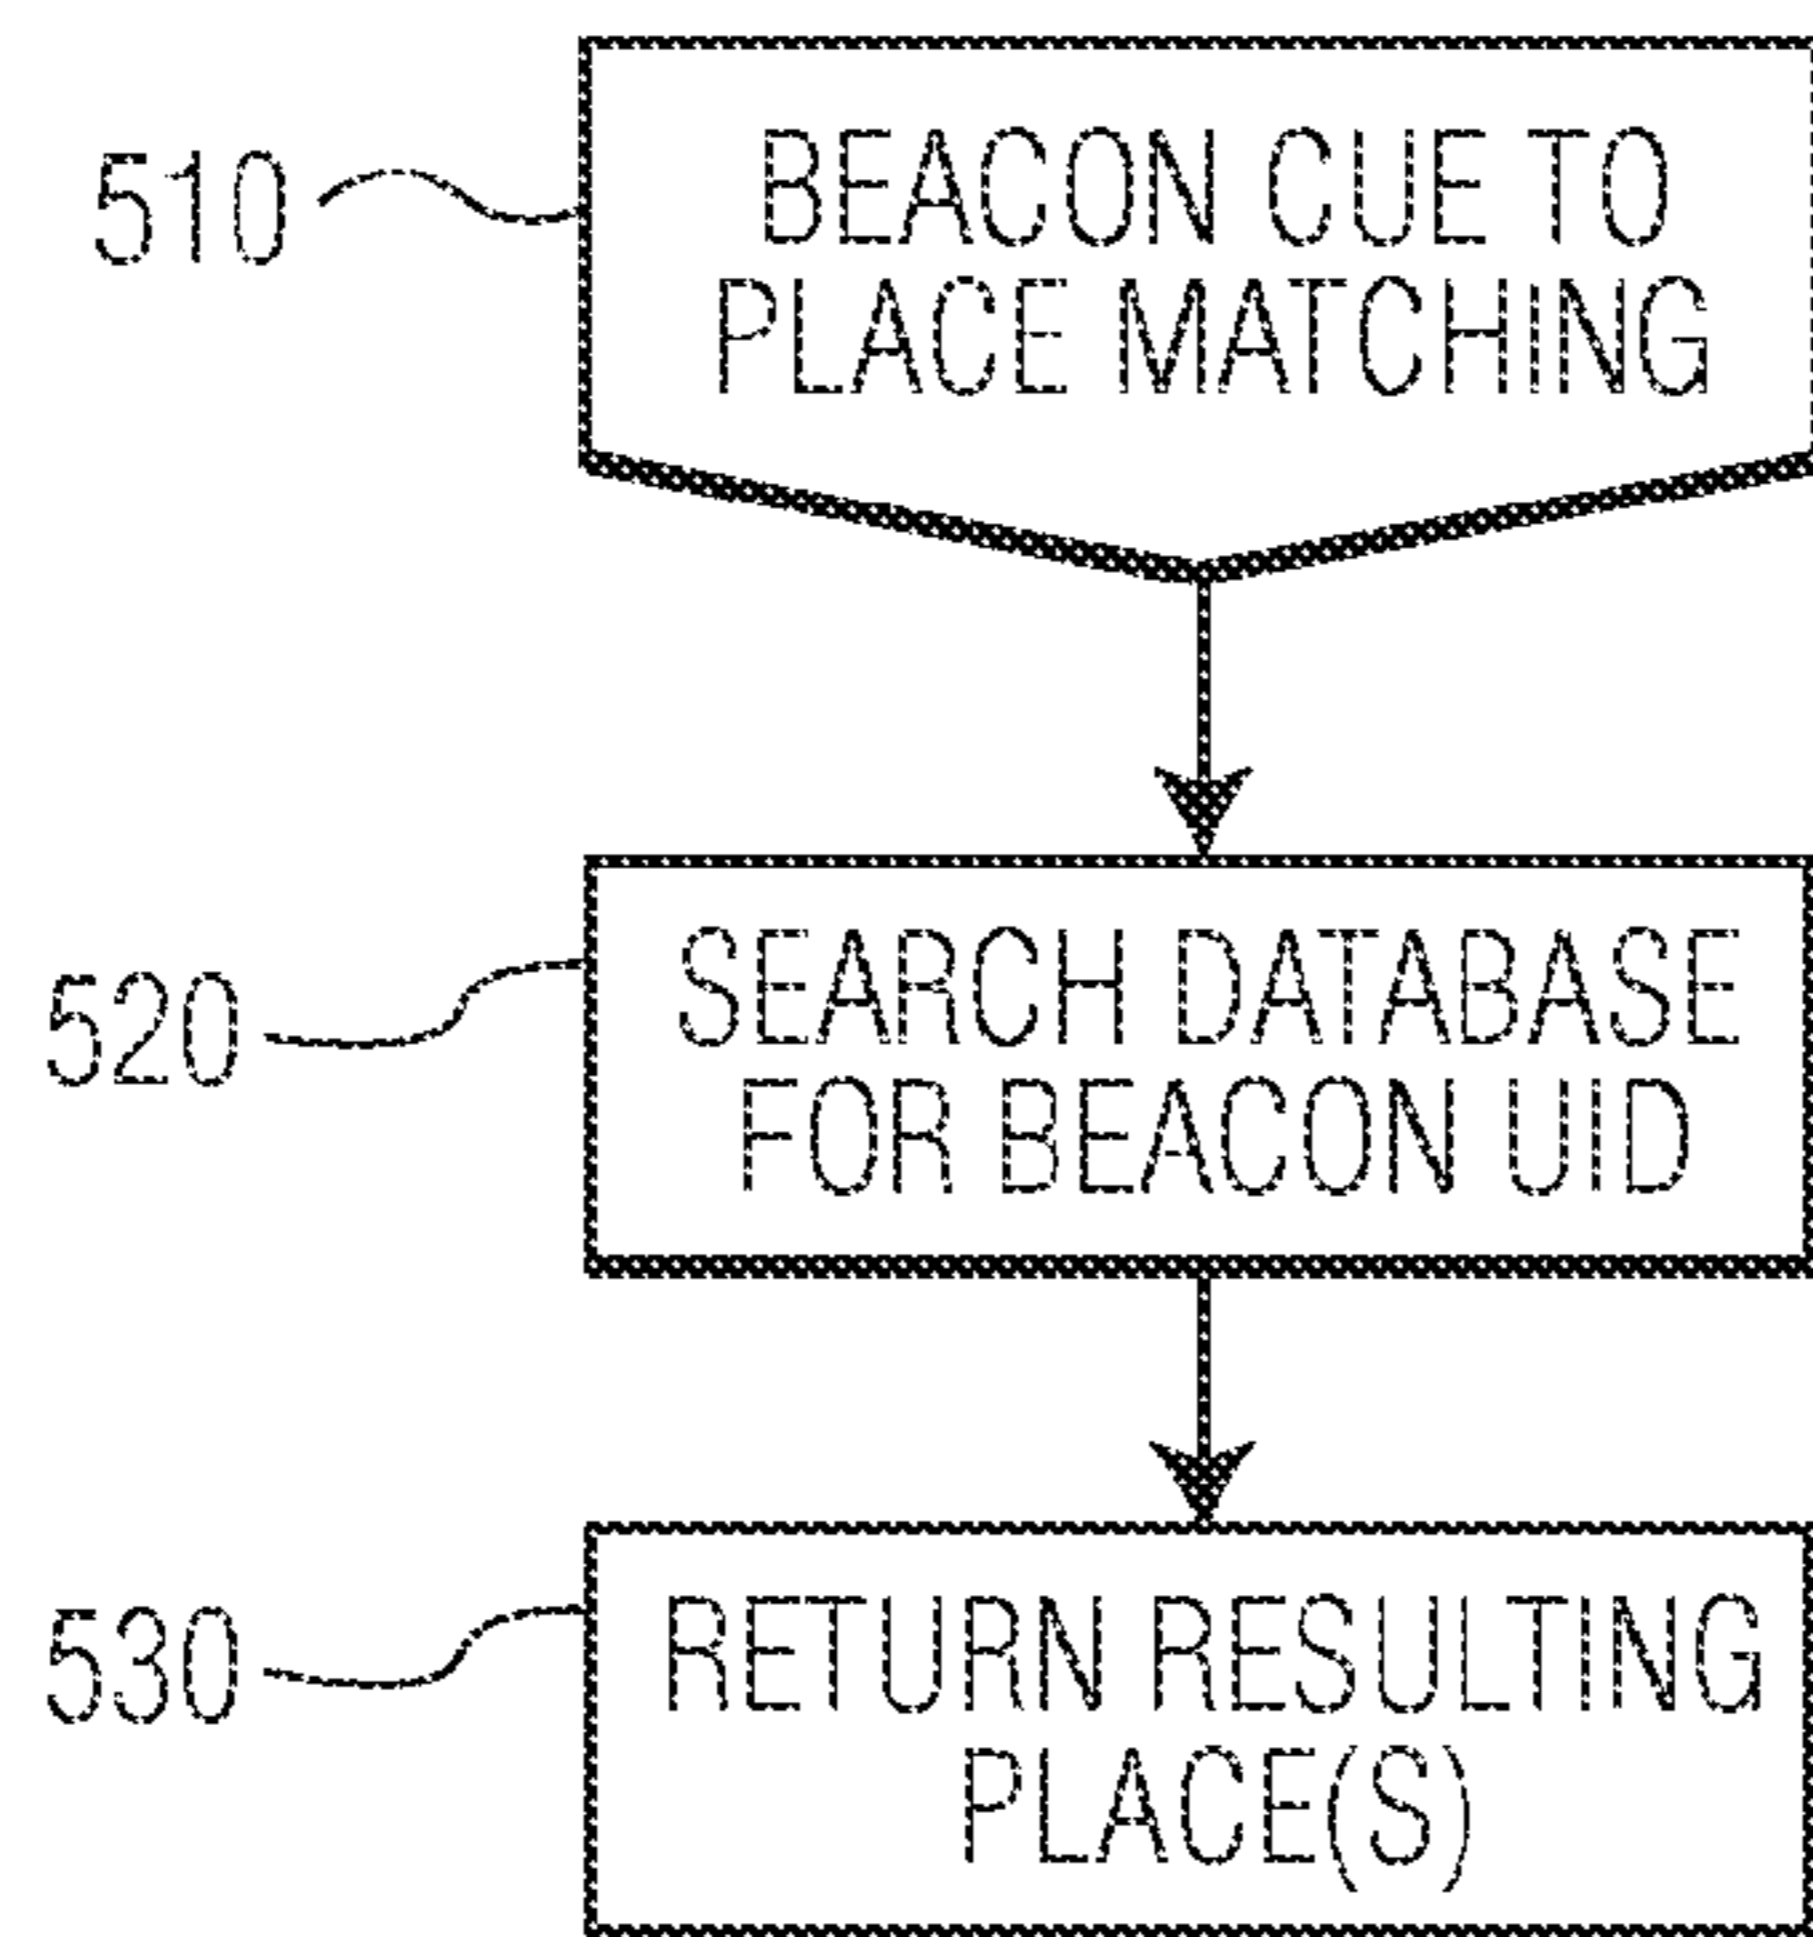 510
BEACON CUE TO
PLACE MATCHING
520
SEARCH DATABASE
FOR BEACON UID
530
RETURN RESULTING
PLACE(S)